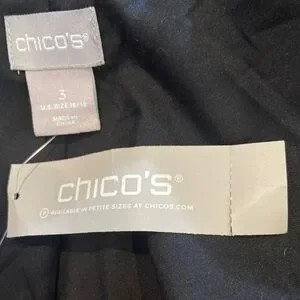 chico's®
3
U.S. SIZE 16/18
MADE IN
CHINA
chico's®
P AVAILABLE IN PETITE SIZES AT CHICOS.COM